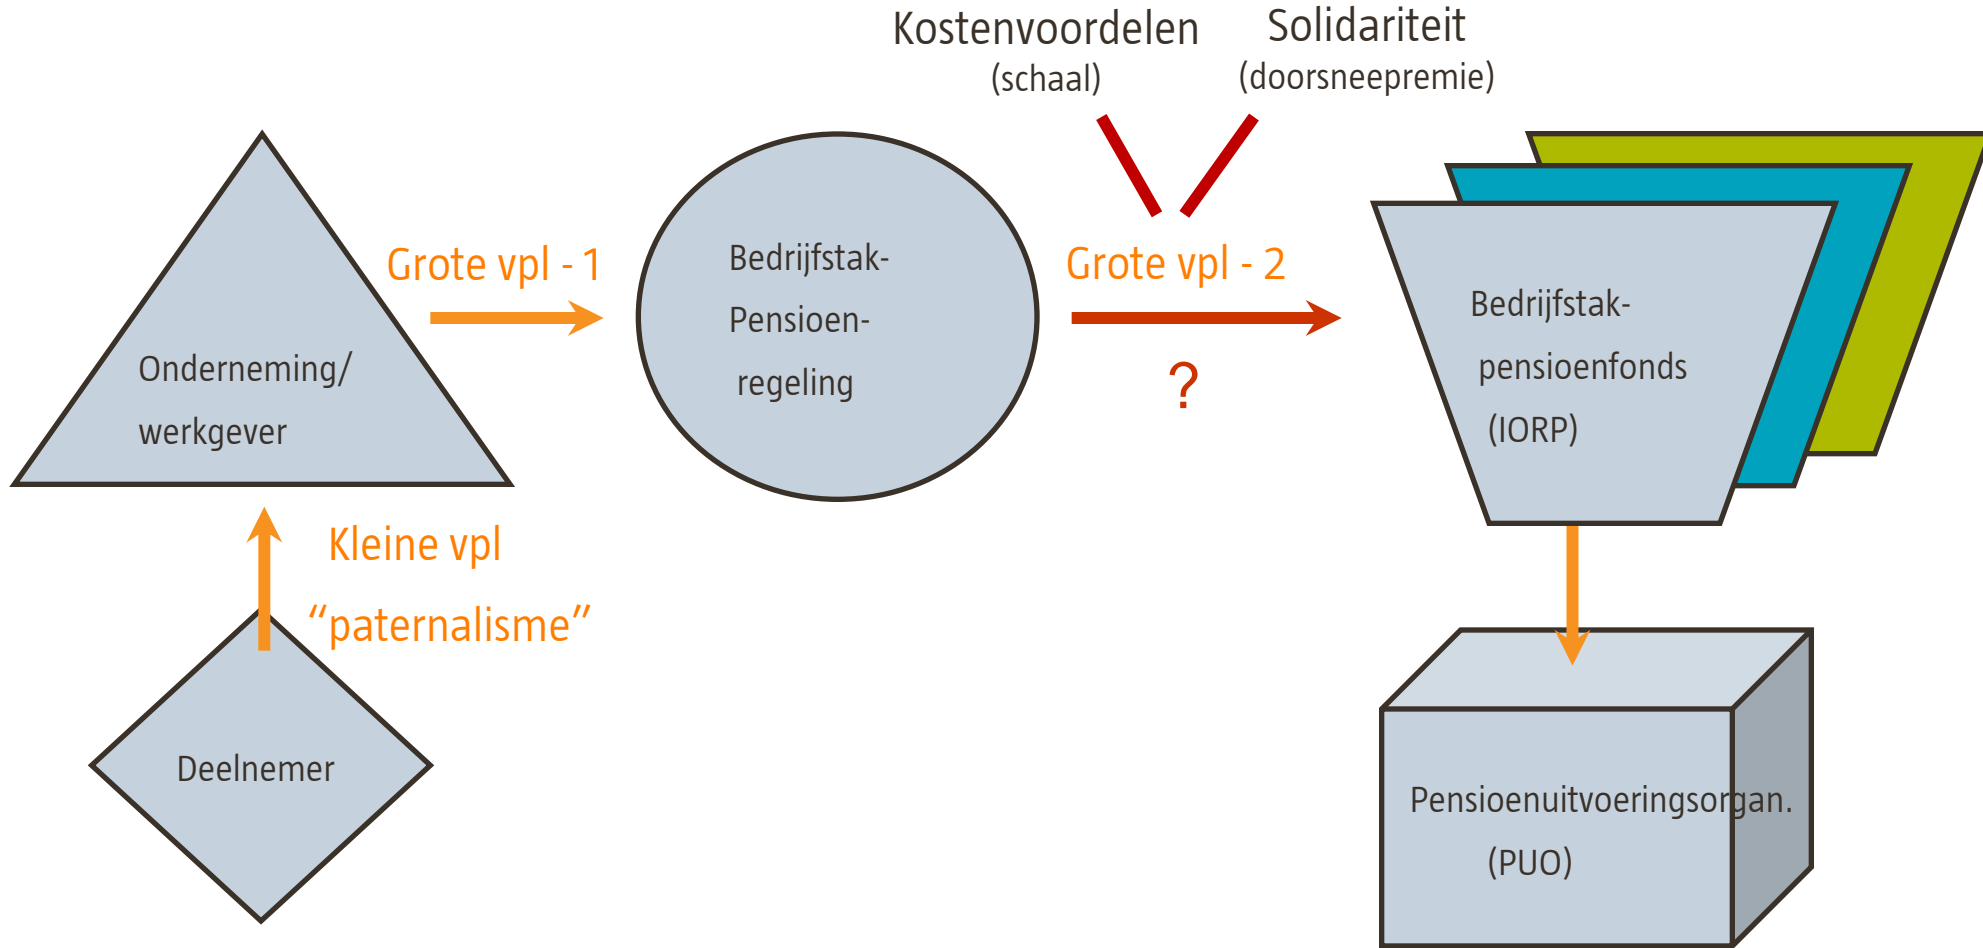 Kostenvoordelen
(schaal)
Solidariteit
(doorsneepremie)
Onderneming/
werkgever
Grote vpl - 1
Bedrijfstak-
Pensioen-
regeling
Grote vpl - 2
?
Bedrijfstak-
pensioenfonds
(IORP)
Kleine vpl
“paternalisme”
Deelnemer
Pensioenuitvoeringsorgan.
(PUO)